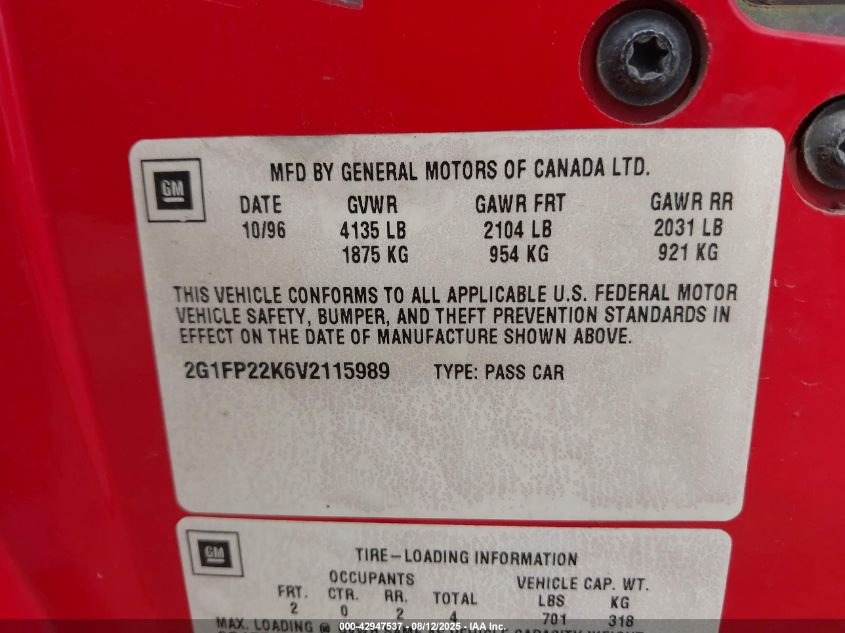 GM
MFD BY GENERAL MOTORS OF CANADA LTD.
DATE GVWR GAWR FRT GAWR RR
10/96 4135 LB 2104 LB 2031 LB
1875 KG 954 KG 921 KG
THIS VEHICLE CONFORMS TO ALL APPLICABLE U.S. FEDERAL MOTOR
VEHICLE SAFETY, BUMPER, AND THEFT PREVENTION STANDARDS IN
EFFECT ON THE DATE OF MANUFACTURE SHOWN ABOVE.
2G1FP22K6V2115989 TYPE: PASS CAR
GM
TIRE-LOADING INFORMATION
OCCUPANTS VEHICLE CAP. WT.
FRT. CTR. RR. TOTAL LBS KG
2 0 2 4 701 318
MAX. LOADING @
000-42947537 - 08/12/2025 - © IAA Inc.